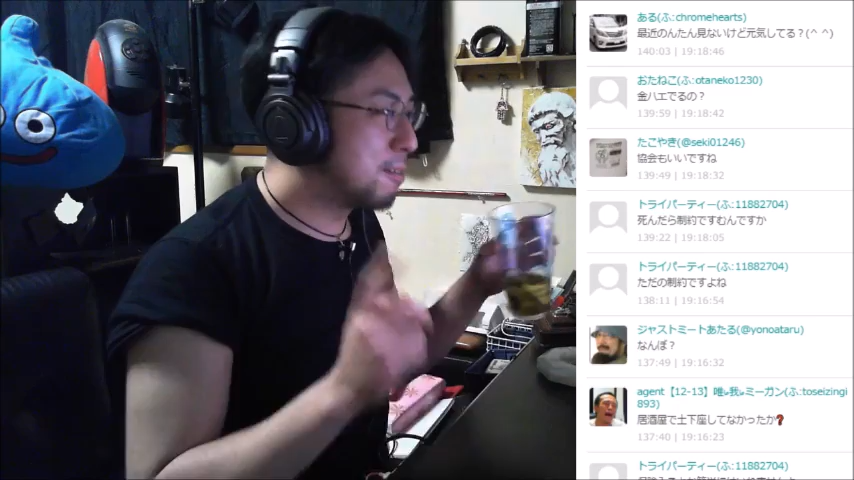 ある(ふ:chromehearts)
最近のんたん見ないけど元気してる？(^ ^)
140:03 | 19:18:46
おたねこ(ふ:otaneko1230)
金ハエでるの？
139:59 | 19:18:42
たこやき(@seki01246)
協会もいいですね
139:49 | 19:18:32
トライパーティー(ふ:11882704)
死んだら制約ですむんですか
139:22 | 19:18:05
トライパーティー(ふ:11882704)
ただの制約ですよね
138:11 | 19:16:54
ジャストミートあたる(@yonoataru)
なんぼ？
137:49 | 19:16:32
agent【12-13】唯我ミーガン(ふ:toseizingi
893)
居酒屋で土下座してなかったか❓
137:40 | 19:16:23
トライパーティー(ふ:11882704)